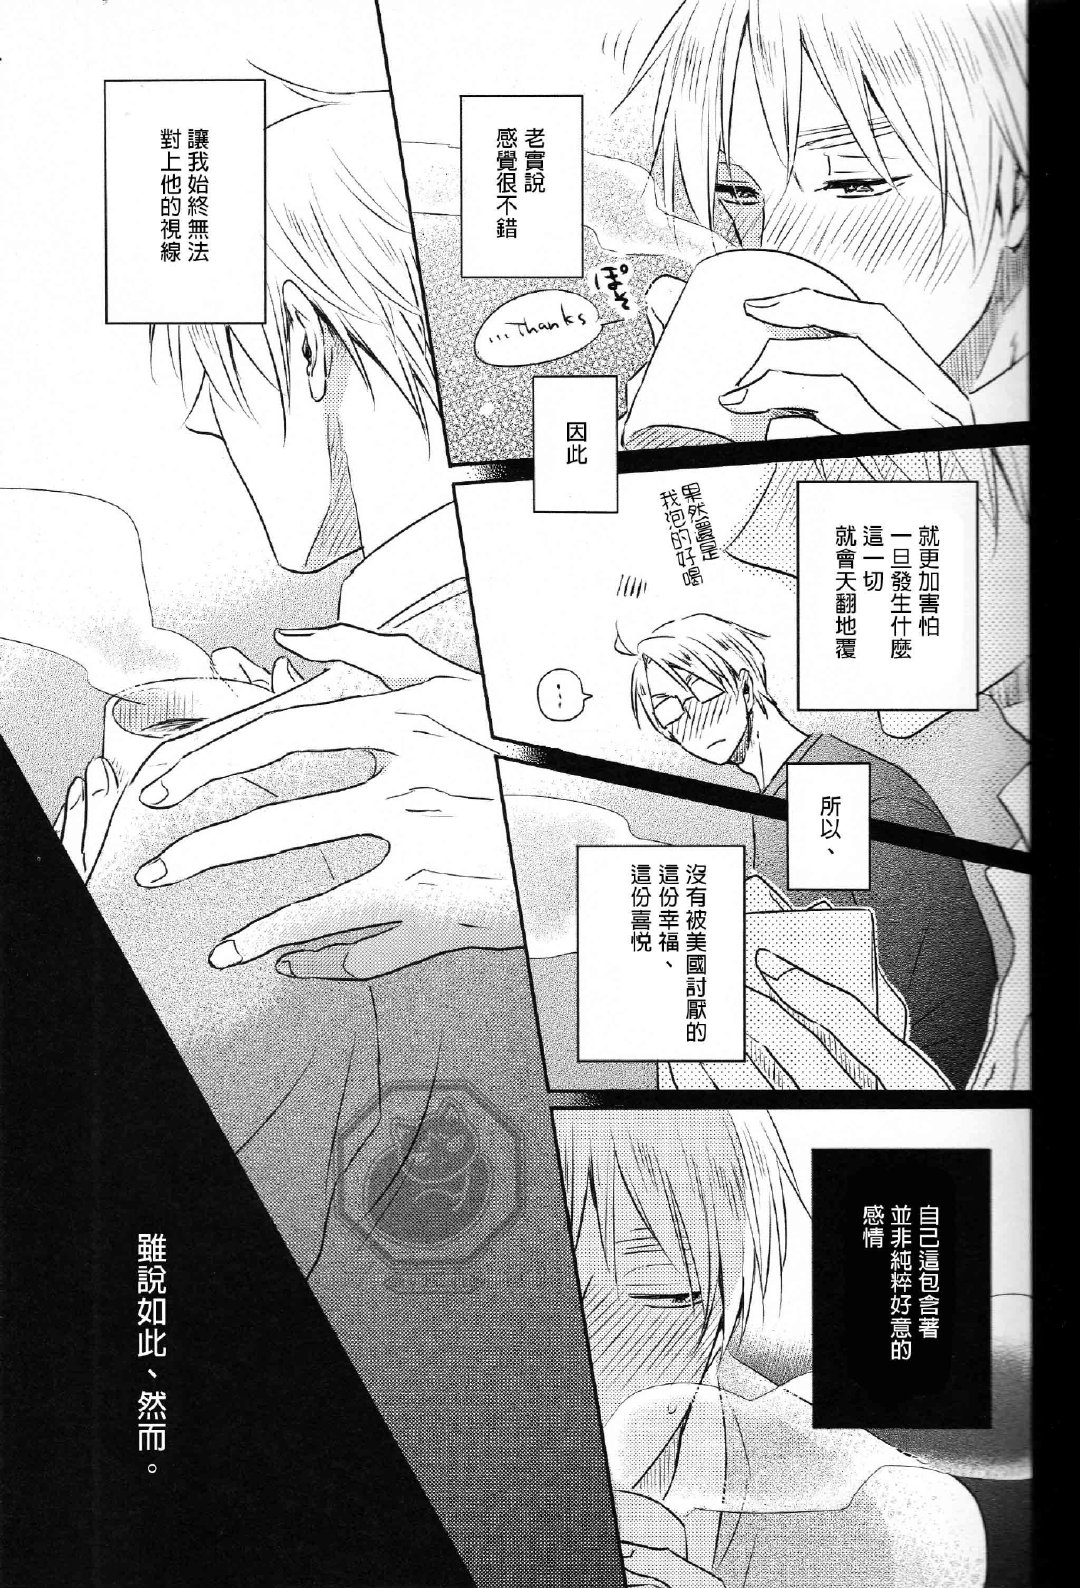 老實說
感覺很不錯
ぽそ
...Thanks
因此
就更加害怕
一旦發生什麼
這一切
就會天翻地覆
果然還是
我泡的好喝
…
所以、
沒有被美國討厭的
這份幸福、
這份喜悅
自己這包含著
並非純粹好意的
感情
讓我始終無法
對上他的視線
雖說如此、然而。